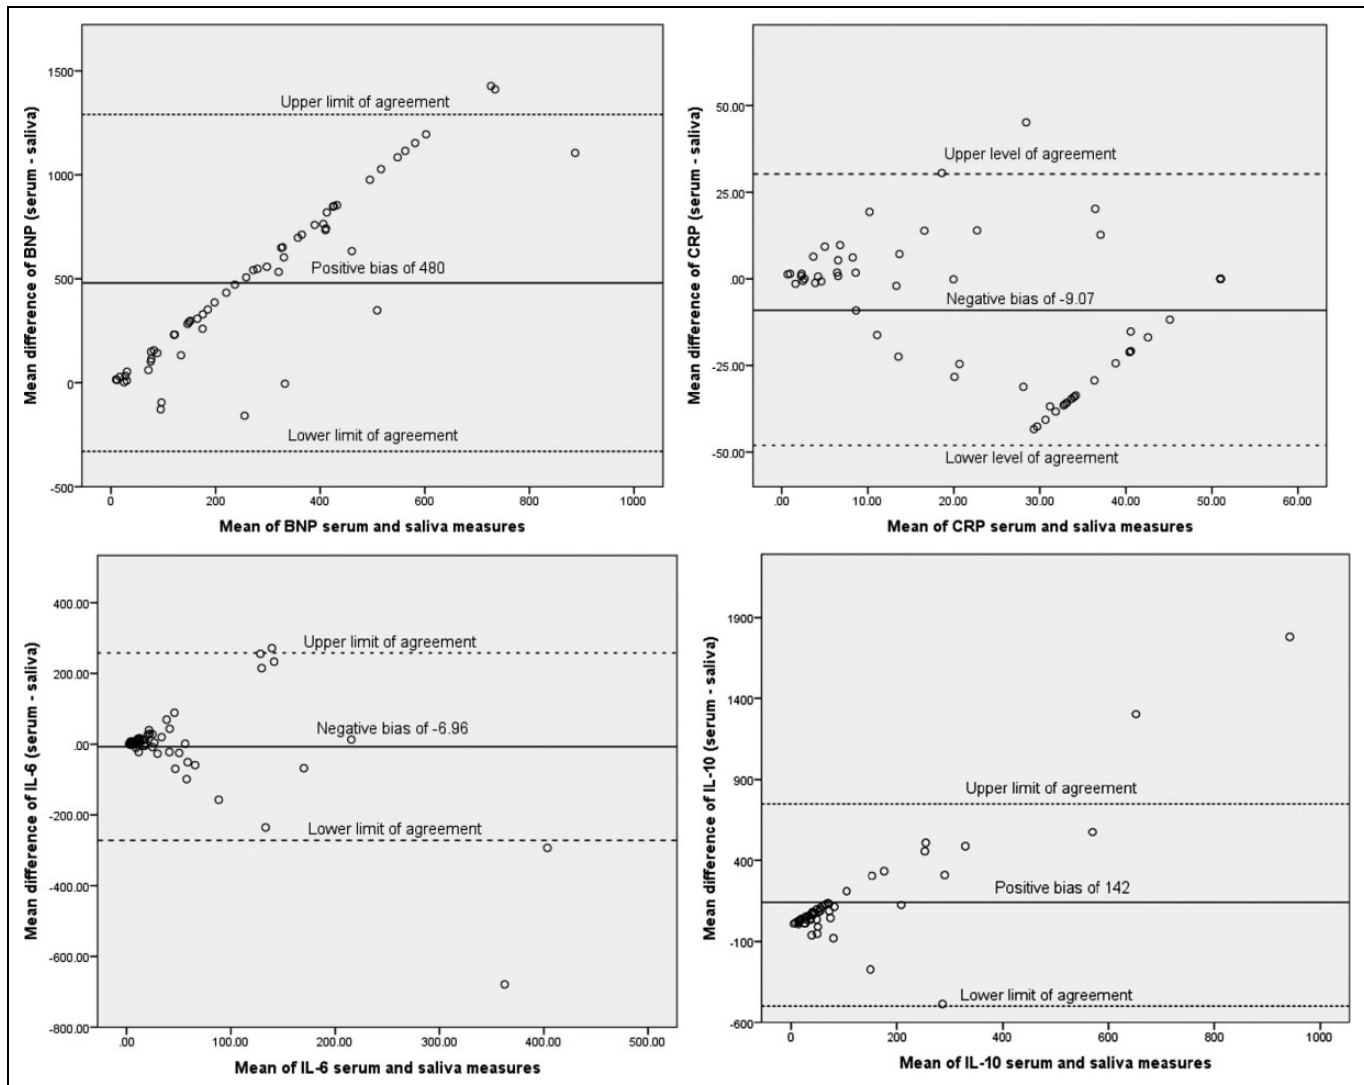 Mean difference of BNP (serum - saliva)
1500
1000
500
0
-500
Upper limit of agreement
Positive bias of 480
Lower limit of agreement
0
200
400
600
800
1000
Mean of BNP serum and saliva measures
Mean difference of CRP (serum - saliva)
50.00
25.00
.00
-25.00
-50.00
Upper level of agreement
Negative bias of -9.07
Lower level of agreement
.00
10.00
20.00
30.00
40.00
50.00
60.00
Mean of CRP serum and saliva measures
Mean difference of IL-6 (serum - saliva)
400.00
200.00
.00
-200.00
-400.00
-600.00
-800.00
Upper limit of agreement
Negative bias of -6.96
Lower limit of agreement
.00
100.00
200.00
300.00
400.00
500.00
Mean of IL-6 serum and saliva measures
Mean difference of IL-10 (serum - saliva)
1900
1400
900
400
-100
-600
Upper limit of agreement
Positive bias of 142
Lower limit of agreement
0
200
400
600
800
1000
Mean of IL-10 serum and saliva measures